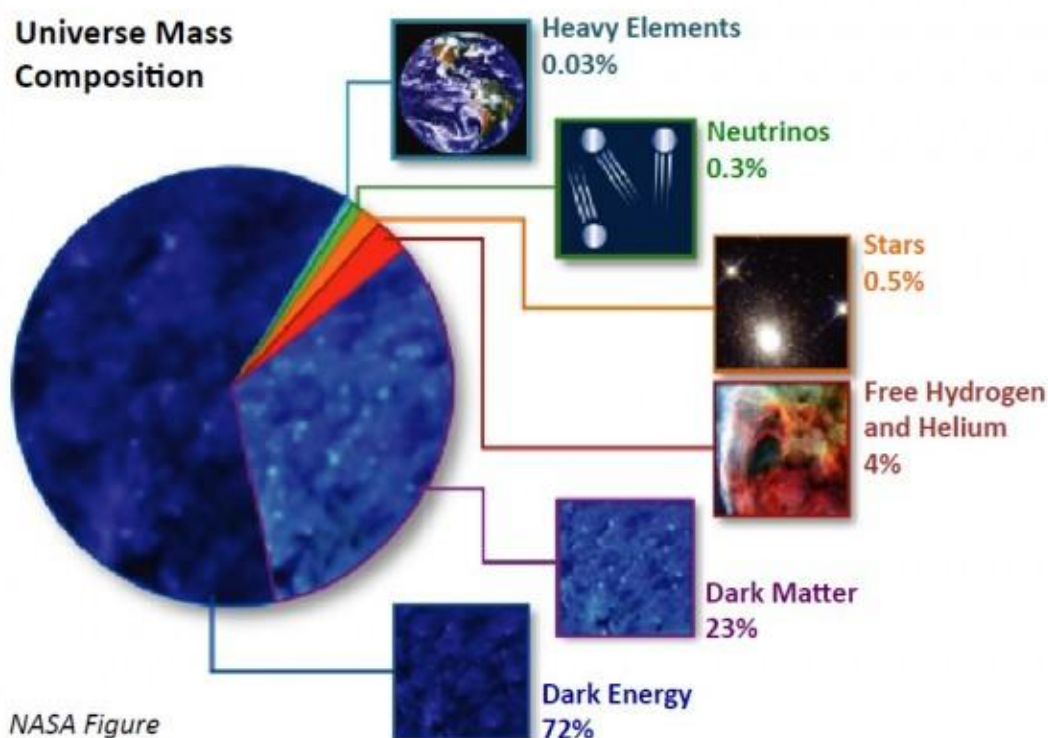 Universe Mass
Composition
Heavy Elements
0.03%
Neutrinos
0.3%
Stars
0.5%
Free Hydrogen
and Helium
4%
Dark Matter
23%
Dark Energy
72%
NASA Figure